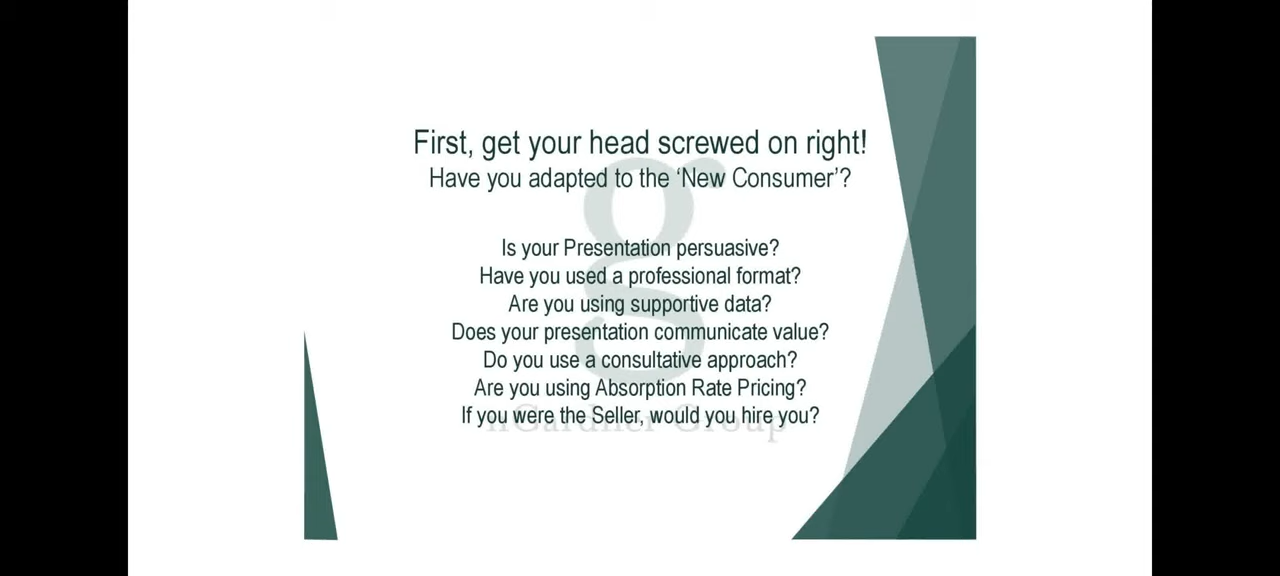 First, get your head screwed on right!
Have you adapted to the ‘New Consumer’?
Is your Presentation persuasive?
Have you used a professional format?
Are you using supportive data?
Does your presentation communicate value?
Do you use a consultative approach?
Are you using Absorption Rate Pricing?
If you were the Seller, would you hire you?
g
Gardner Group